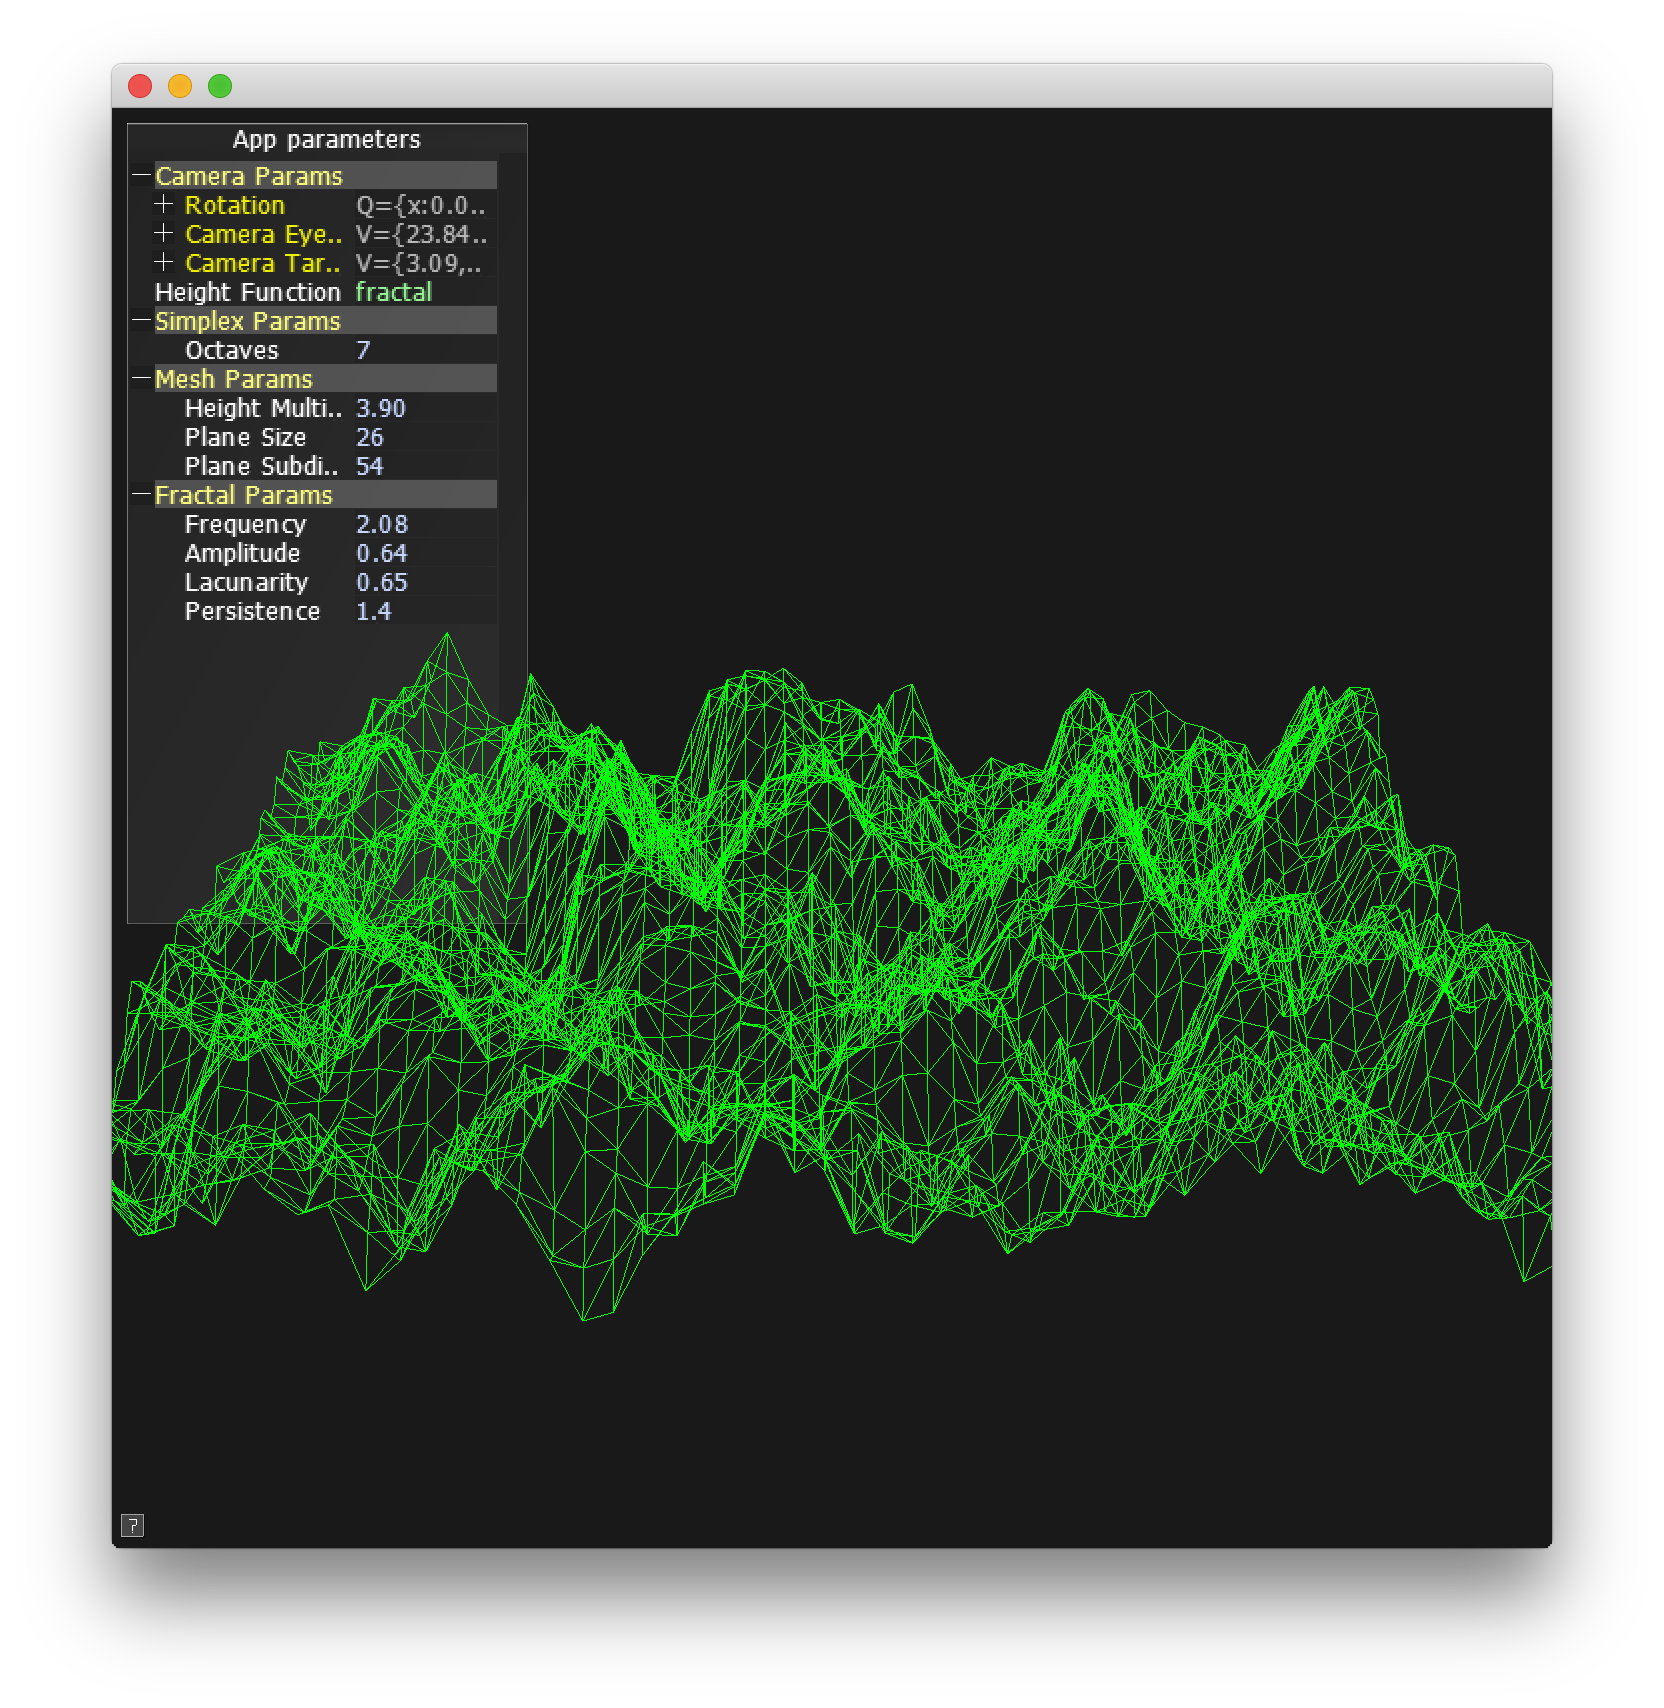 App parameters
Camera Params
Rotation Q={x:0.0..
Camera Eye.. V={23.84..
Camera Tar.. V={3.09,..
Height Function fractal
Simplex Params
Octaves 7
Mesh Params
Height Multi.. 3.90
Plane Size 26
Plane Subdi.. 54
Fractal Params
Frequency 2.08
Amplitude 0.64
Lacunarity 0.65
Persistence 1.4
?